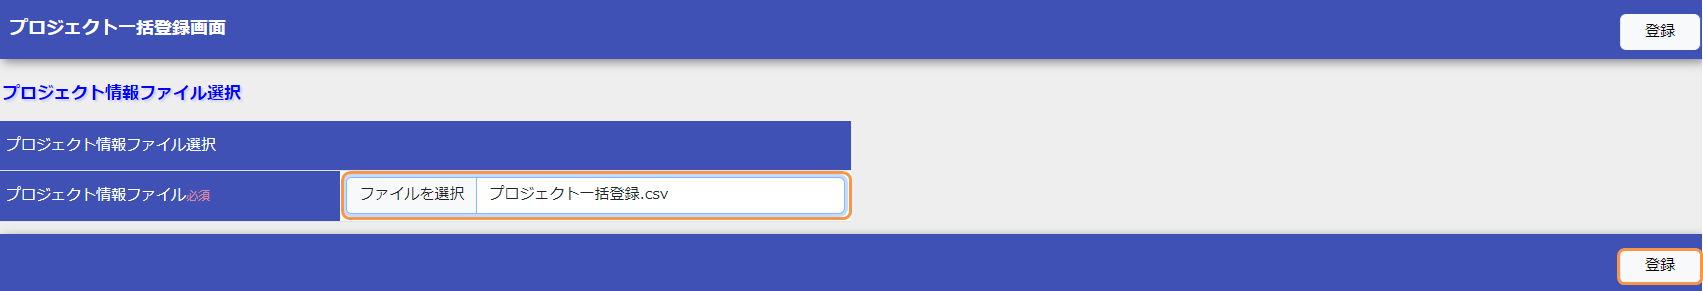 プロジェクト一括登録画面
登録
プロジェクト情報ファイル選択
プロジェクト情報ファイル選択
プロジェクト情報ファイル必須 ファイルを選択 プロジェクト一括登録.csv
登録